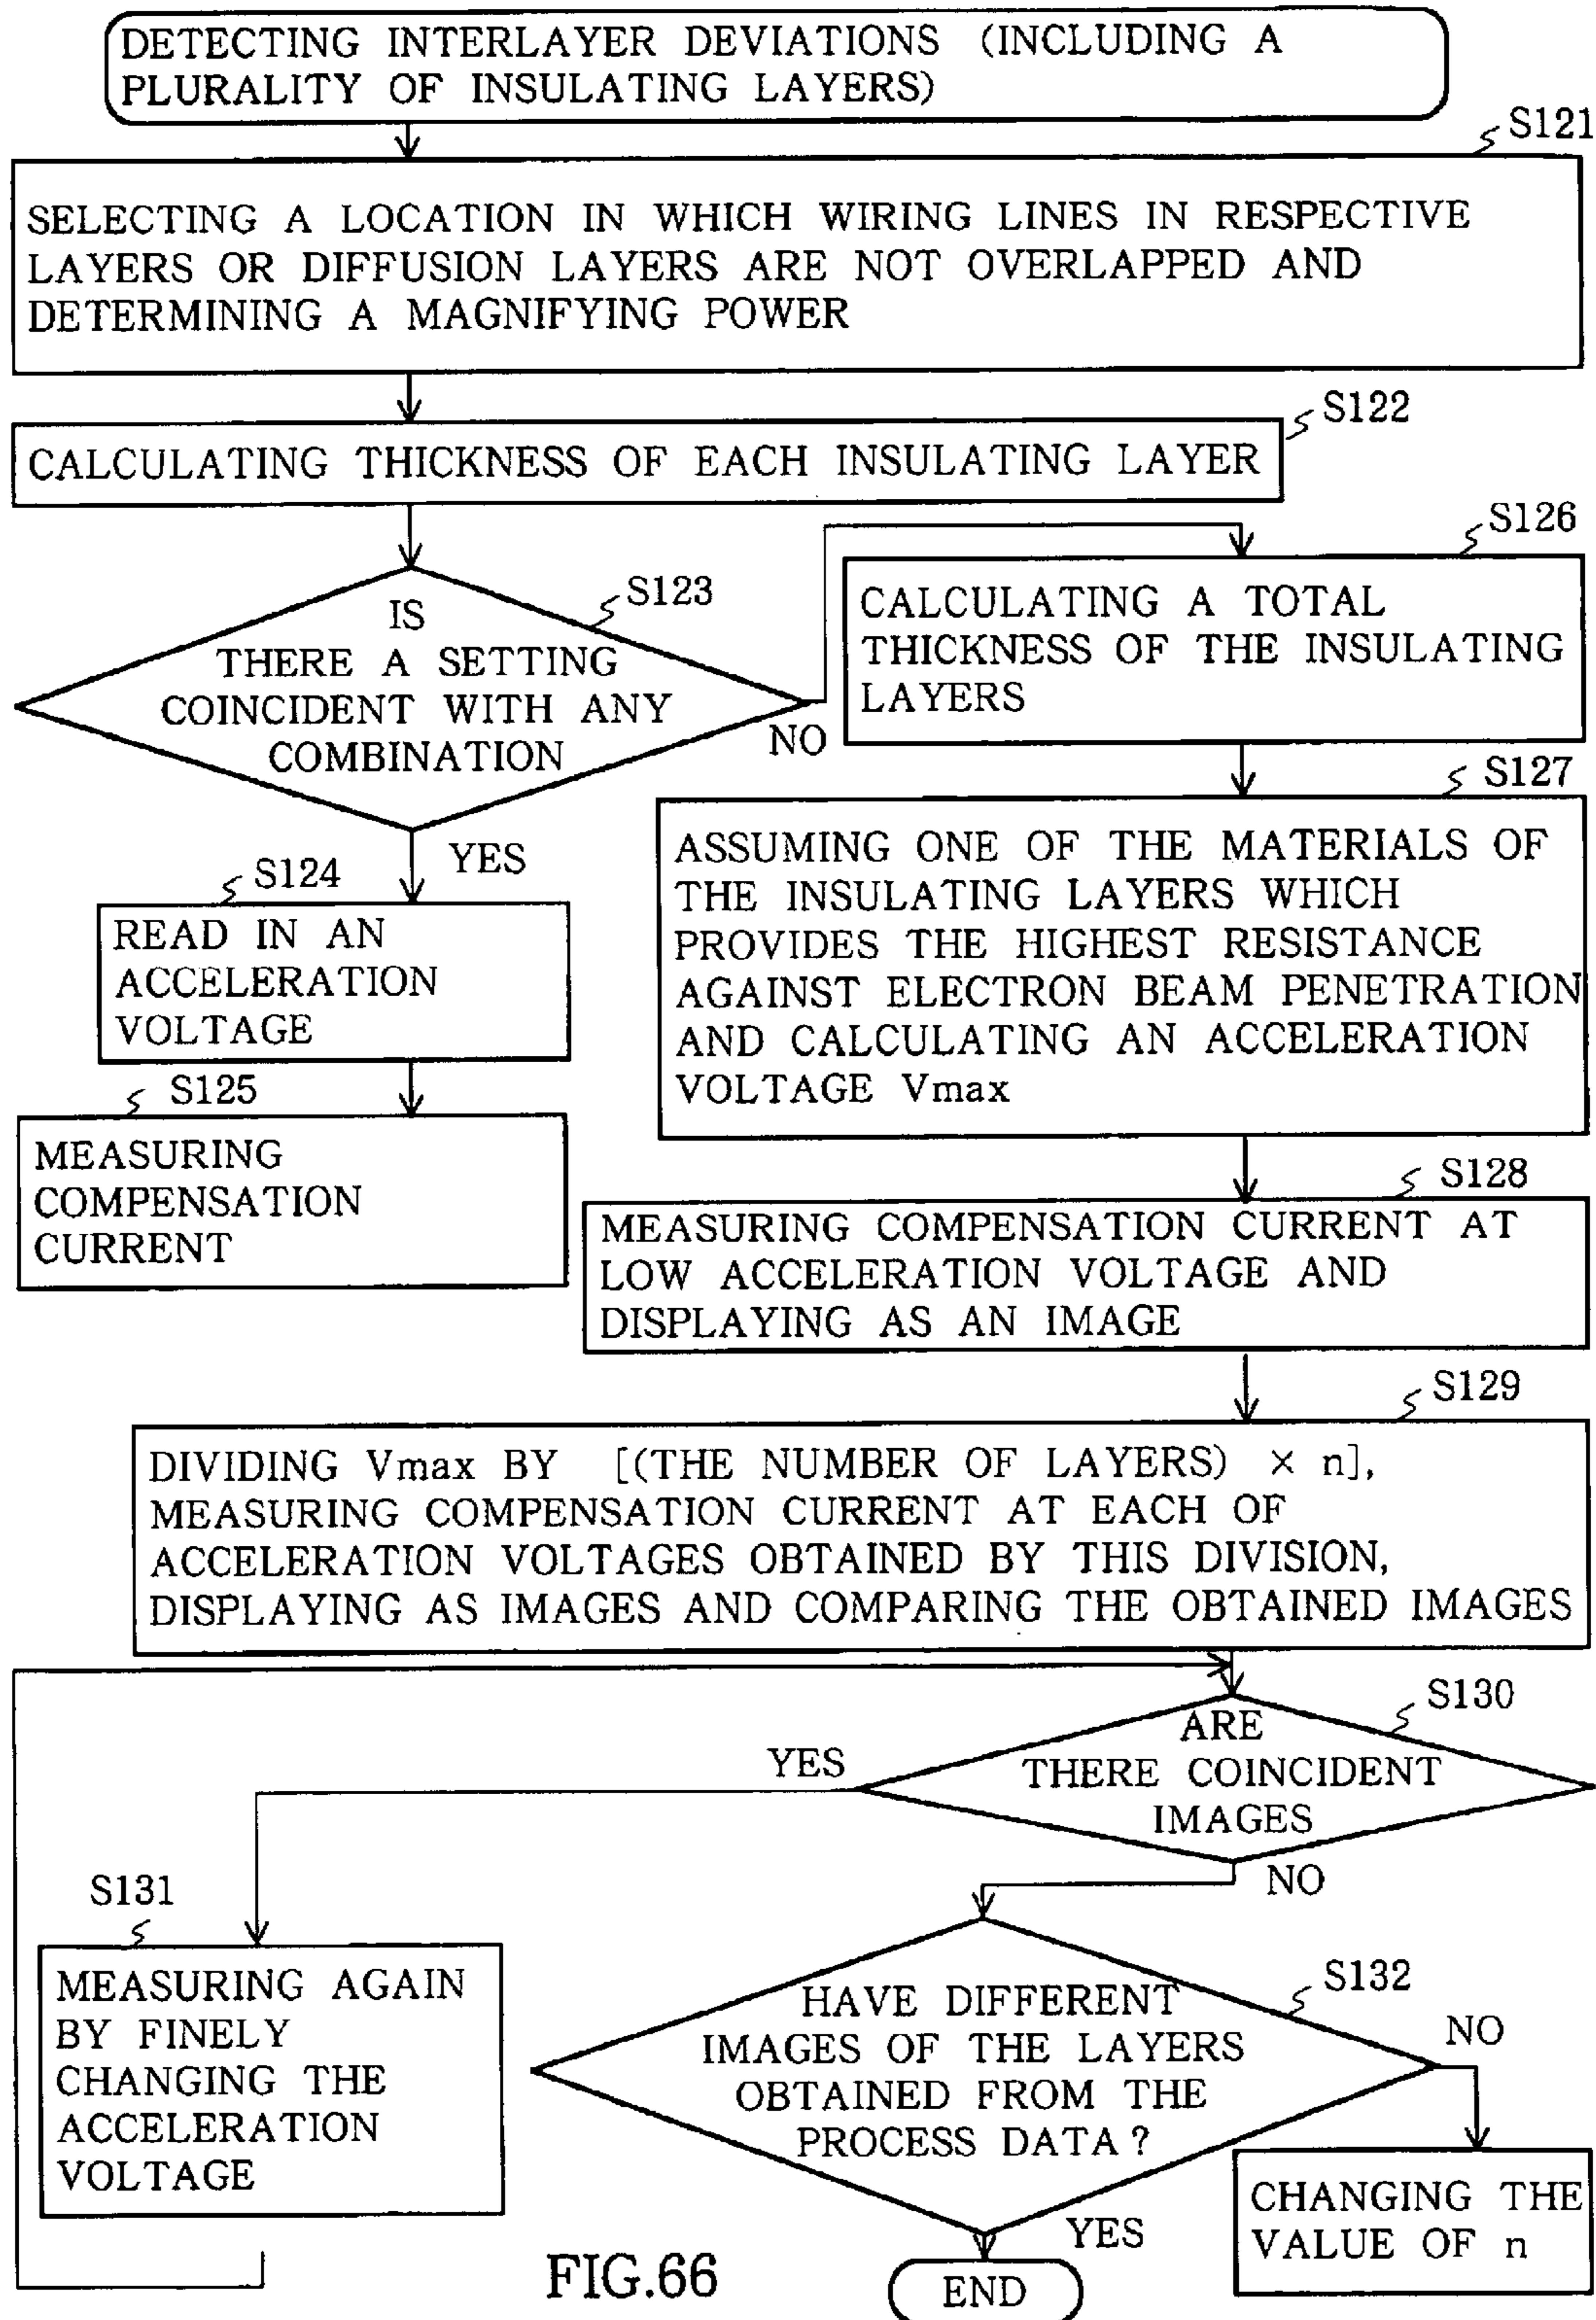 DETECTING INTERLAYER DEVIATIONS (INCLUDING A
PLURALITY OF INSULATING LAYERS)
S121
SELECTING A LOCATION IN WHICH WIRING LINES IN RESPECTIVE
LAYERS OR DIFFUSION LAYERS ARE NOT OVERLAPPED AND
DETERMINING A MAGNIFYING POWER
S122
CALCULATING THICKNESS OF EACH INSULATING LAYER
S123
IS
THERE A SETTING
COINCIDENT WITH ANY
COMBINATION
NO
YES
S124
READ IN AN
ACCELERATION
VOLTAGE
S125
MEASURING
COMPENSATION
CURRENT
S126
CALCULATING A TOTAL
THICKNESS OF THE INSULATING
LAYERS
S127
ASSUMING ONE OF THE MATERIALS OF
THE INSULATING LAYERS WHICH
PROVIDES THE HIGHEST RESISTANCE
AGAINST ELECTRON BEAM PENETRATION
AND CALCULATING AN ACCELERATION
VOLTAGE Vmax
S128
MEASURING COMPENSATION CURRENT AT
LOW ACCELERATION VOLTAGE AND
DISPLAYING AS AN IMAGE
S129
DIVIDING Vmax BY [(THE NUMBER OF LAYERS) × n],
MEASURING COMPENSATION CURRENT AT EACH OF
ACCELERATION VOLTAGES OBTAINED BY THIS DIVISION,
DISPLAYING AS IMAGES AND COMPARING THE OBTAINED IMAGES
S130
ARE
THERE COINCIDENT
IMAGES
YES
NO
S131
MEASURING AGAIN
BY FINELY
CHANGING THE
ACCELERATION
VOLTAGE
S132
HAVE DIFFERENT
IMAGES OF THE LAYERS
OBTAINED FROM THE
PROCESS DATA?
NO
YES
CHANGING THE
VALUE OF n
END
FIG.66